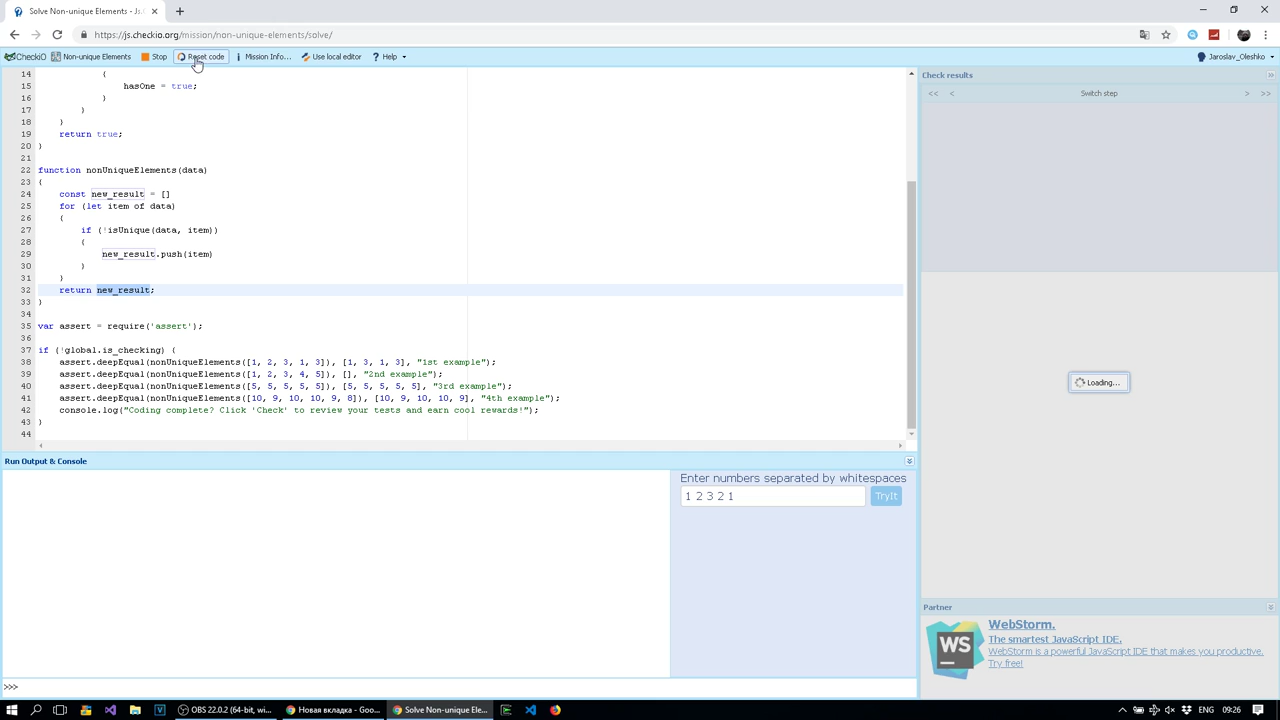 Solve Non-unique Elements - Js.C
https://js.checkio.org/mission/non-unique-elements/solve/
CheckiO Non-unique Elements Stop Reset code Mission Info... Use local editor Help Jaroslav_Oleshko
14 {
15 hasOne = true;
16 }
17 }
18 }
19 return true;
20 }
21
22 function nonUniqueElements(data)
23 {
24 const new_result = []
25 for (let item of data)
26 {
27 if (!isUnique(data, item))
28 {
29 new_result.push(item)
30 }
31 }
32 return new_result;
33 }
34
35 var assert = require('assert');
36
37 if (!global.is_checking) {
38 assert.deepEqual(nonUniqueElements([1, 2, 3, 1, 3]), [1, 3, 1, 3], "1st example");
39 assert.deepEqual(nonUniqueElements([1, 2, 3, 4, 5]), [], "2nd example");
40 assert.deepEqual(nonUniqueElements([5, 5, 5, 5, 5]), [5, 5, 5, 5, 5], "3rd example");
41 assert.deepEqual(nonUniqueElements([10, 9, 10, 10, 9, 8]), [10, 9, 10, 10, 9], "4th example");
42 console.log("Coding complete? Click 'Check' to review your tests and earn cool rewards!");
43 }
44
Run Output & Console
Enter numbers separated by whitespaces
1 2 3 2 1 TryIt
>>>
Check results
<< < Switch step > >>
Loading...
Partner
WS
WebStorm.
The smartest JavaScript IDE.
WebStorm is a powerful JavaScript IDE that makes you productive.
Try free!
OBS 22.0.2 (64-bit, wi... Новая вкладка - Goo... Solve Non-unique Ele... ENG 09:26